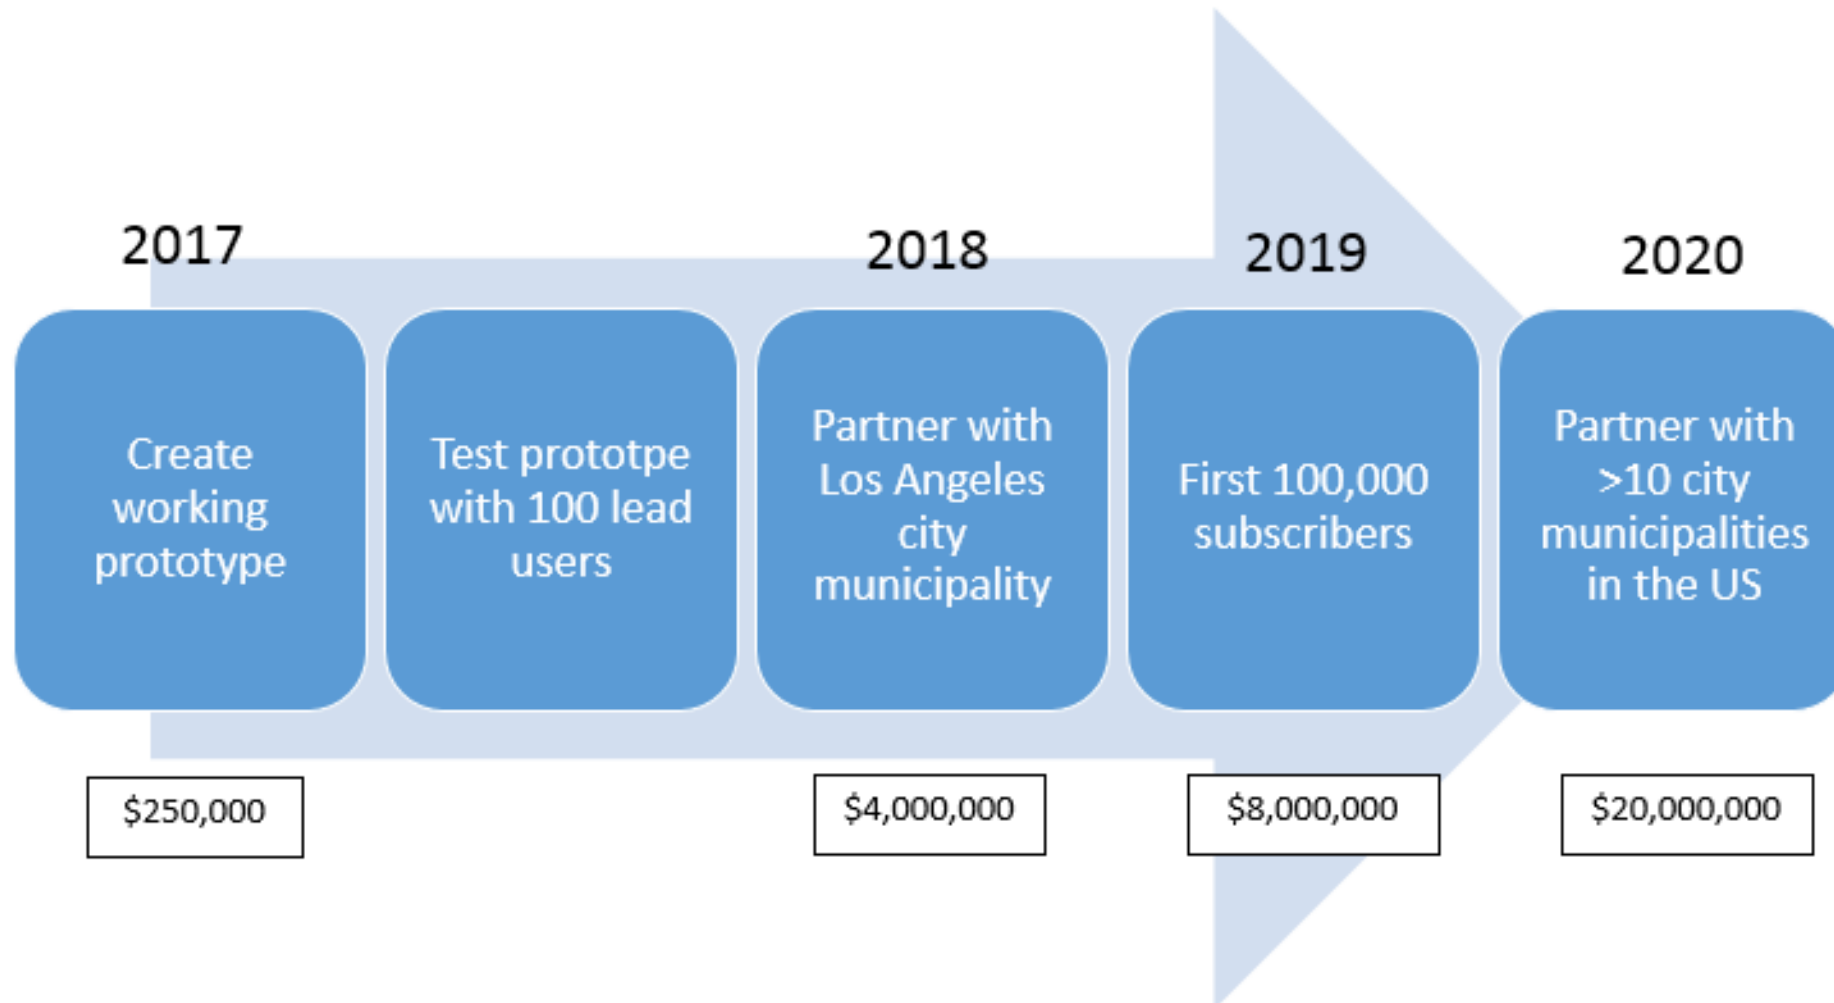 2017
2018
2019
2020
Create
working
prototype
Test prototpe
with 100 lead
users
Partner with
Los Angeles
city
municipality
First 100,000
subscribers
Partner with
>10 city
municipalities
in the US
$250,000
$4,000,000
$8,000,000
$20,000,000